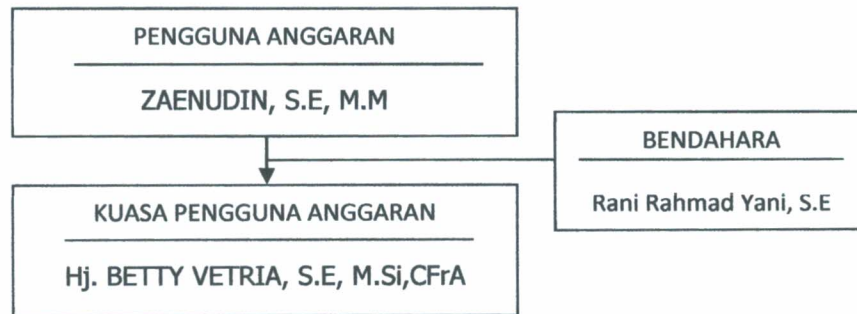 PENGGUNA ANGGARAN
ZAENUDIN, S.E, M.M
BENDAHARA
Rani Rahmad Yani, S.E
KUASA PENGGUNA ANGGARAN
Hj. BETTY VETRIA, S.E, M.Si,CFrA